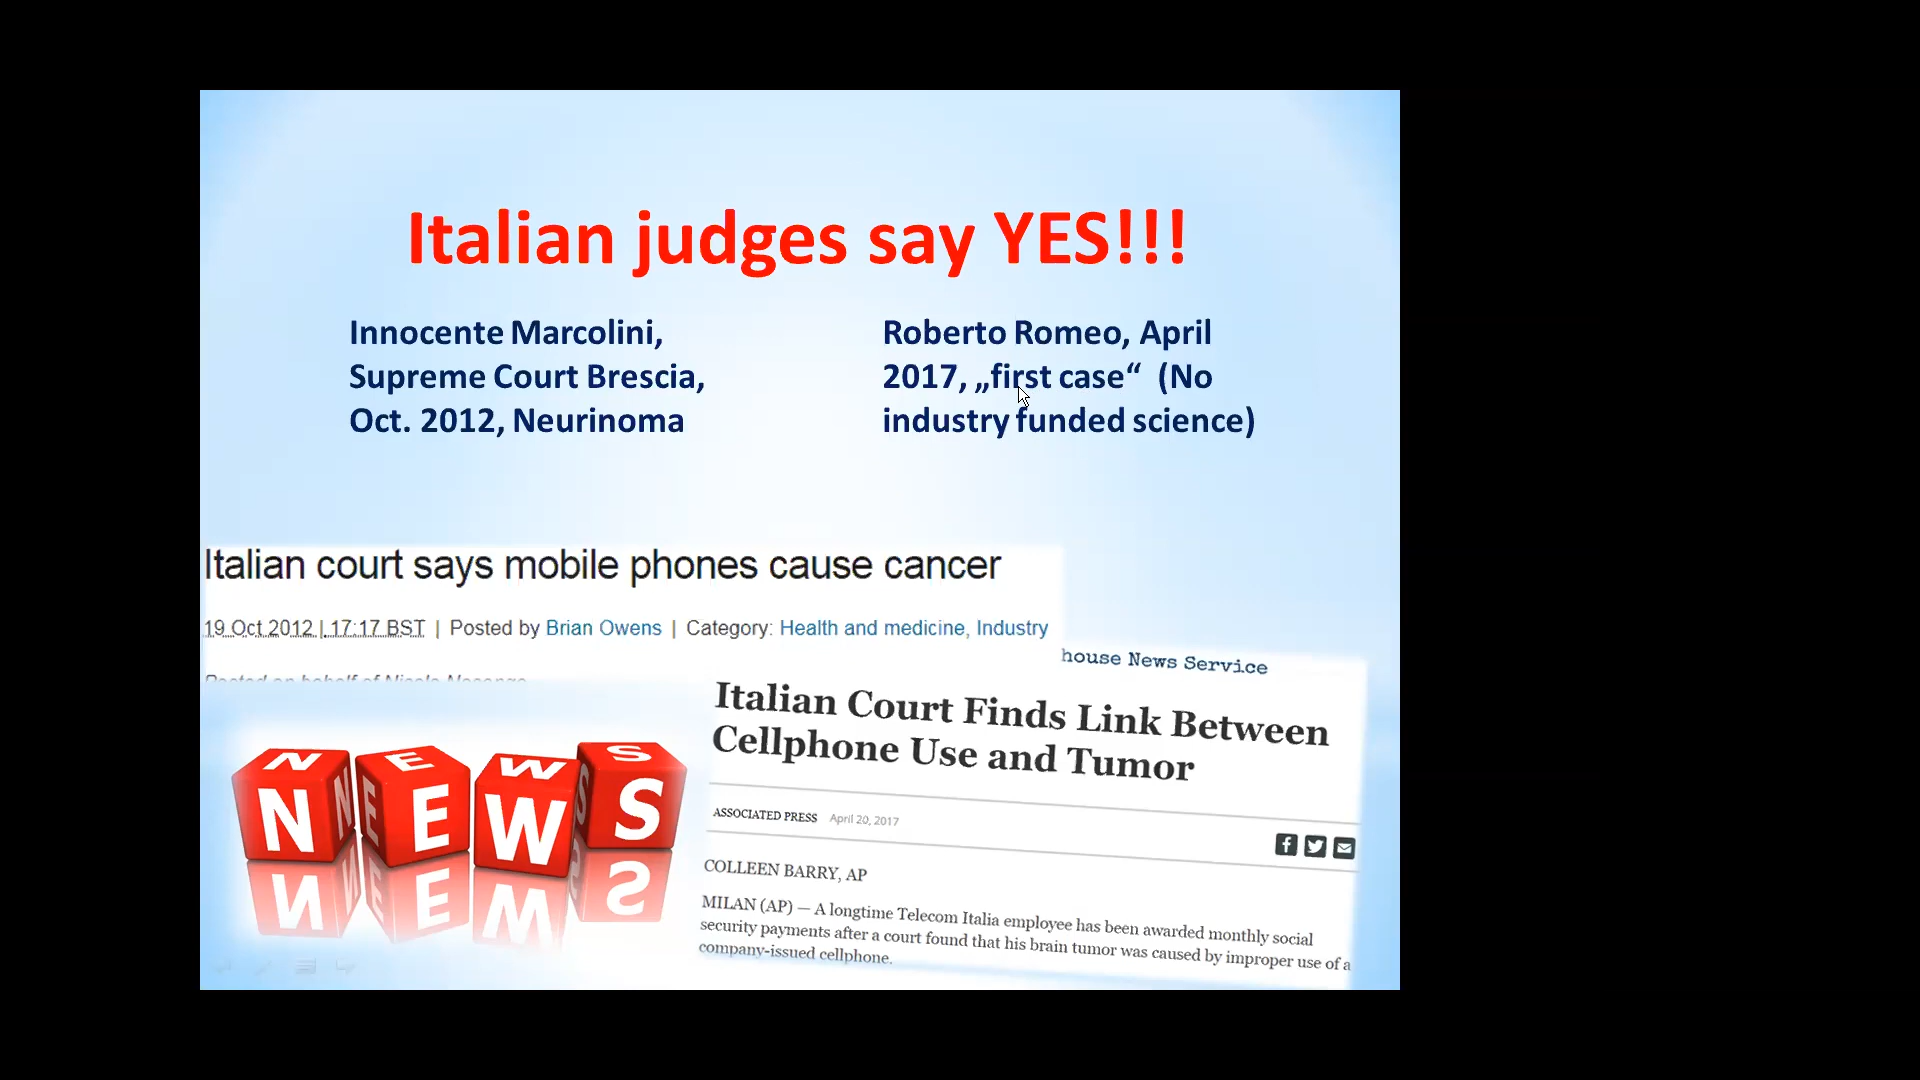 Italian judges say YES!!!
Innocente Marcolini,
Supreme Court Brescia,
Oct. 2012, Neurinoma
Roberto Romeo, April
2017, „first case“ (No
industry funded science)
Italian court says mobile phones cause cancer
19 Oct 2012 | 17:17 BST | Posted by Brian Owens | Category: Health and medicine, Industry
Posted on behalf of
house News Service
Italian Court Finds Link Between
Cellphone Use and Tumor
ASSOCIATED PRESS April 20, 2017
COLLEEN BARRY, AP
MILAN (AP) — A longtime Telecom Italia employee has been awarded monthly social
security payments after a court found that his brain tumor was caused by improper use of a
company-issued cellphone.
N E W S
N E W S